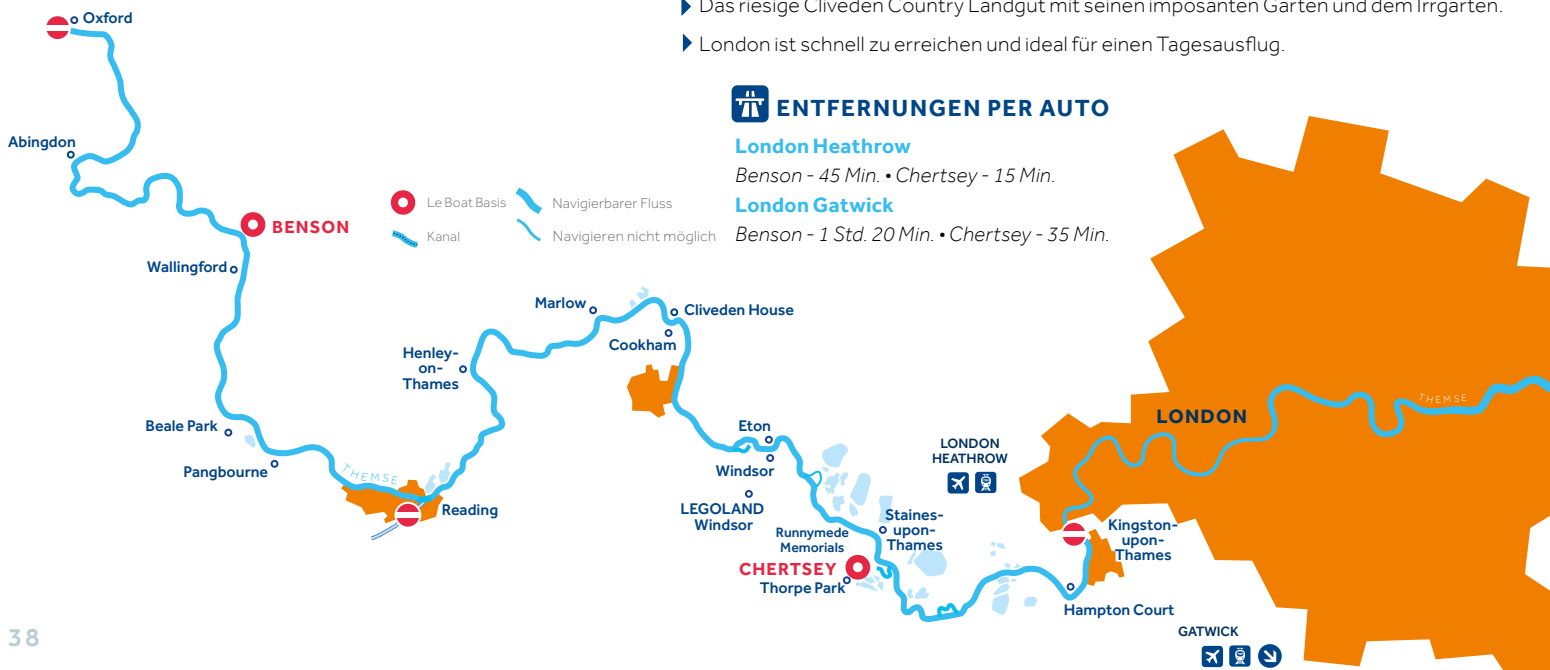 Das riesige Cliveden Country Landgut mit seinen imposanten Gärten und dem Irrgarten.
London ist schnell zu erreichen und ideal für einen Tagesausflug.
ENTFERNUNGEN PER AUTO
London Heathrow
Benson - 45 Min. • Chertsey - 15 Min.
London Gatwick
Benson - 1 Std. 20 Min. • Chertsey - 35 Min.
Le Boat Basis
Navigierbarer Fluss
Kanal
Navigieren nicht möglich
Oxford
Abingdon
BENSON
Wallingford
Marlow
Cliveden House
Cookham
Henley-
on-
Thames
Beale Park
Pangbourne
THEMSE
Reading
Eton
Windsor
LEGOLAND
Windsor
Runnymede
Memorials
Staines-
upon-
Thames
CHERTSEY
Thorpe Park
LONDON
HEATHROW
LONDON
THEMSE
Kingston-
upon-
Thames
Hampton Court
GATWICK
38